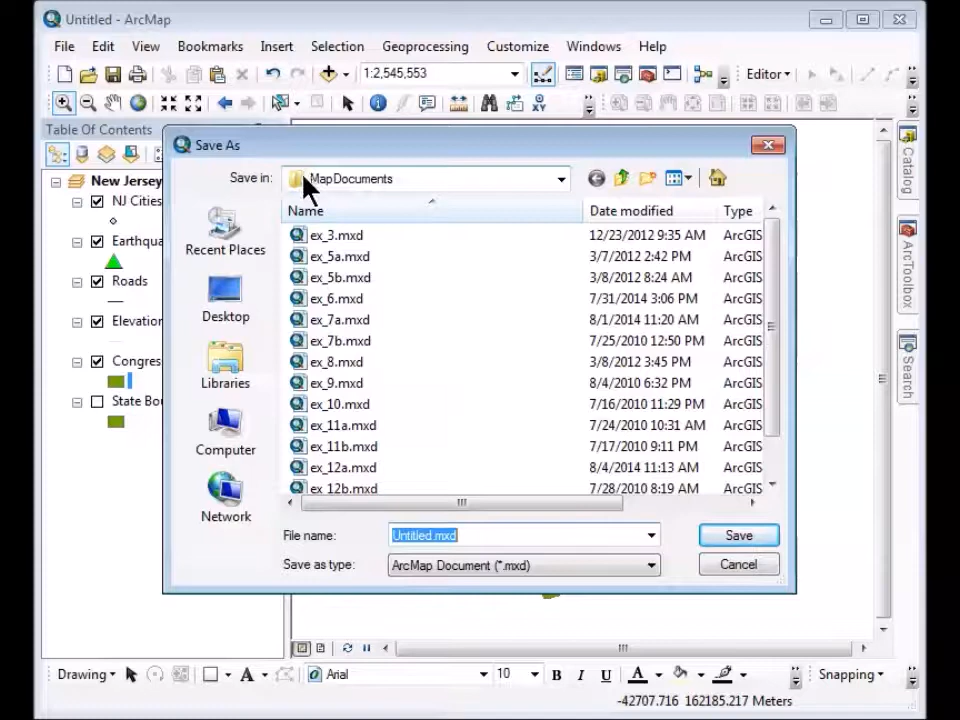 Untitled - ArcMap
File Edit View Bookmarks Insert Selection Geoprocessing Customize Windows Help
1:2,545,553 Editor
Table Of Contents
Save As
Save in: MapDocuments
New Jersey
NJ Cities
Earthqua
Roads
Elevation
Congres
State Bou
Recent Places
Desktop
Libraries
Computer
Network
Name Date modified Type
ex_3.mxd 12/23/2012 9:35 AM ArcGIS
ex_5a.mxd 3/7/2012 2:42 PM ArcGIS
ex_5b.mxd 3/8/2012 8:24 AM ArcGIS
ex_6.mxd 7/31/2014 3:06 PM ArcGIS
ex_7a.mxd 8/1/2014 11:20 AM ArcGIS
ex_7b.mxd 7/25/2010 12:50 PM ArcGIS
ex_8.mxd 3/8/2012 3:45 PM ArcGIS
ex_9.mxd 8/4/2010 6:32 PM ArcGIS
ex_10.mxd 7/16/2010 11:29 PM ArcGIS
ex_11a.mxd 7/24/2010 10:31 AM ArcGIS
ex_11b.mxd 7/17/2010 9:11 PM ArcGIS
ex_12a.mxd 8/4/2014 11:13 AM ArcGIS
ex_12b.mxd 7/28/2010 8:19 AM ArcGIS
File name: Untitled.mxd Save
Save as type: ArcMap Document (*.mxd) Cancel
Catalog
ArcToolbox
Search
Drawing A Arial 10 B I U A Snapping
-42707.716 162185.217 Meters